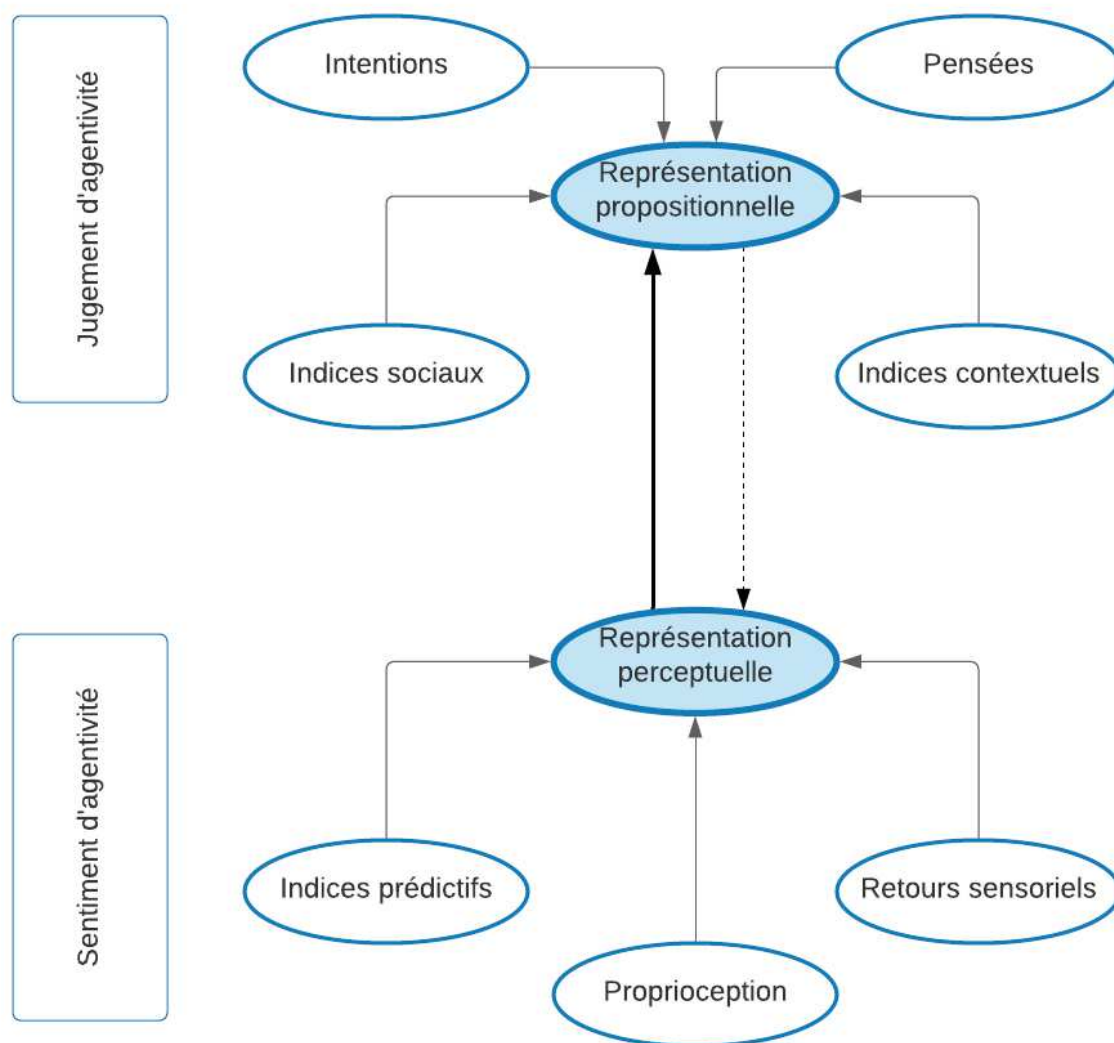 Jugement d'agentivité
Intentions
Pensées
Représentation
propositionnelle
Indices sociaux
Indices contextuels
Sentiment d'agentivité
Représentation
perceptuelle
Indices prédictifs
Retours sensoriels
Proprioception